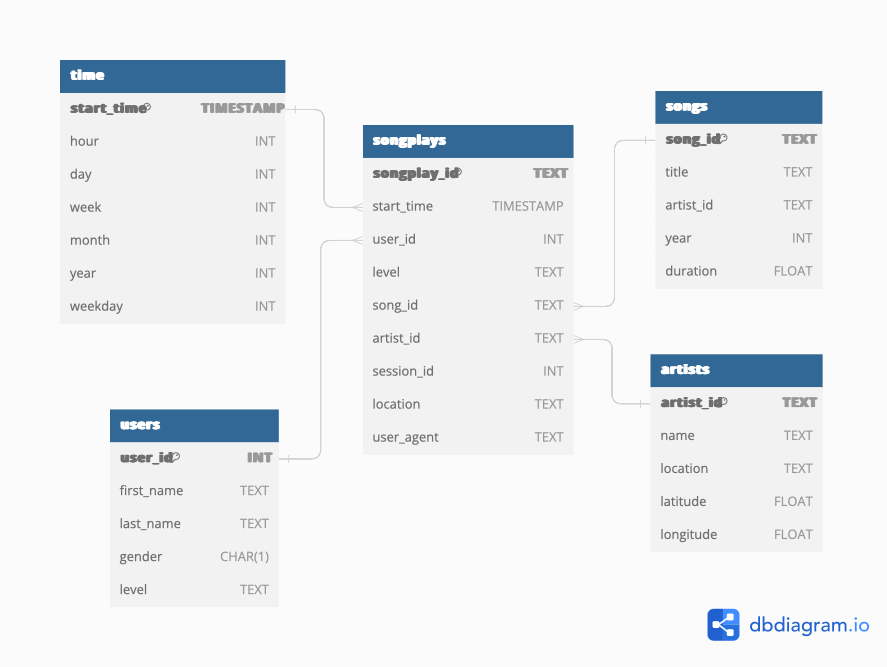 time
start_time TIMESTAMP
hour INT
day INT
week INT
month INT
year INT
weekday INT
songplays
songplay_id TEXT
start_time TIMESTAMP
user_id INT
level TEXT
song_id TEXT
artist_id TEXT
session_id INT
location TEXT
user_agent TEXT
songs
song_id TEXT
title TEXT
artist_id TEXT
year INT
duration FLOAT
users
user_id INT
first_name TEXT
last_name TEXT
gender CHAR(1)
level TEXT
artists
artist_id TEXT
name TEXT
location TEXT
latitude FLOAT
longitude FLOAT
dbdiagram.io